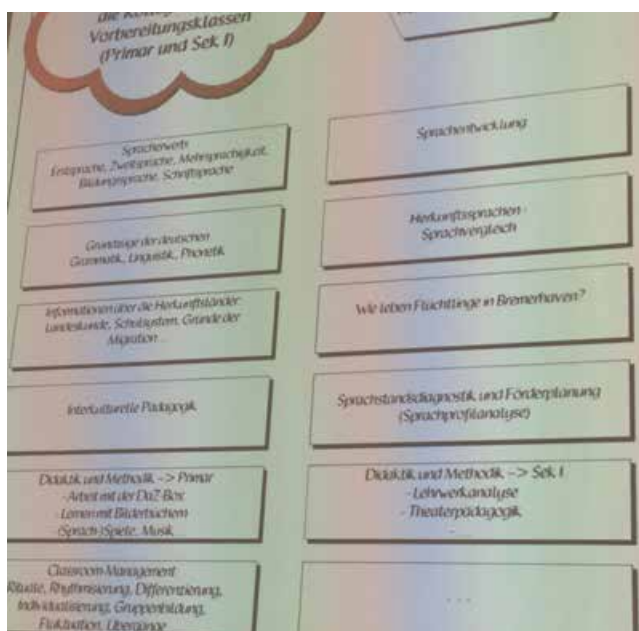 Vorbereitungsklassen
(Primar und Sek I)
Spracherwerb
Erstsprache, Zweitsprache, Mehrsprachigkeit,
Bildungssprache, Schriftsprache
Grundzüge der deutschen
Grammatik, Linguistik, Phonetik
Informationen über die Herkunftsländer:
Landeskunde, Schulsystem, Gründe der
Migration ...
Interkulturelle Pädagogik
Didaktik und Methodik –> Primar
- Arbeit mit der DaZ-Box
- Lernen mit Bilderbüchern
- (Sprach-)Spiele, Musik
Classroom-Management
Rituale, Rhythmisierung, Differenzierung,
Individualisierung, Gruppenbildung,
Fluktuation, Übergänge
Sprachentwicklung
Herkunftssprachen -
Sprachvergleich
Wie leben Flüchtlinge in Bremerhaven?
Sprachstandsdiagnostik und Förderplanung
(Sprachprofilanalyse)
Didaktik und Methodik –> Sek I
- Lehrwerkanalyse
- Theaterpädagogik
...
. . .